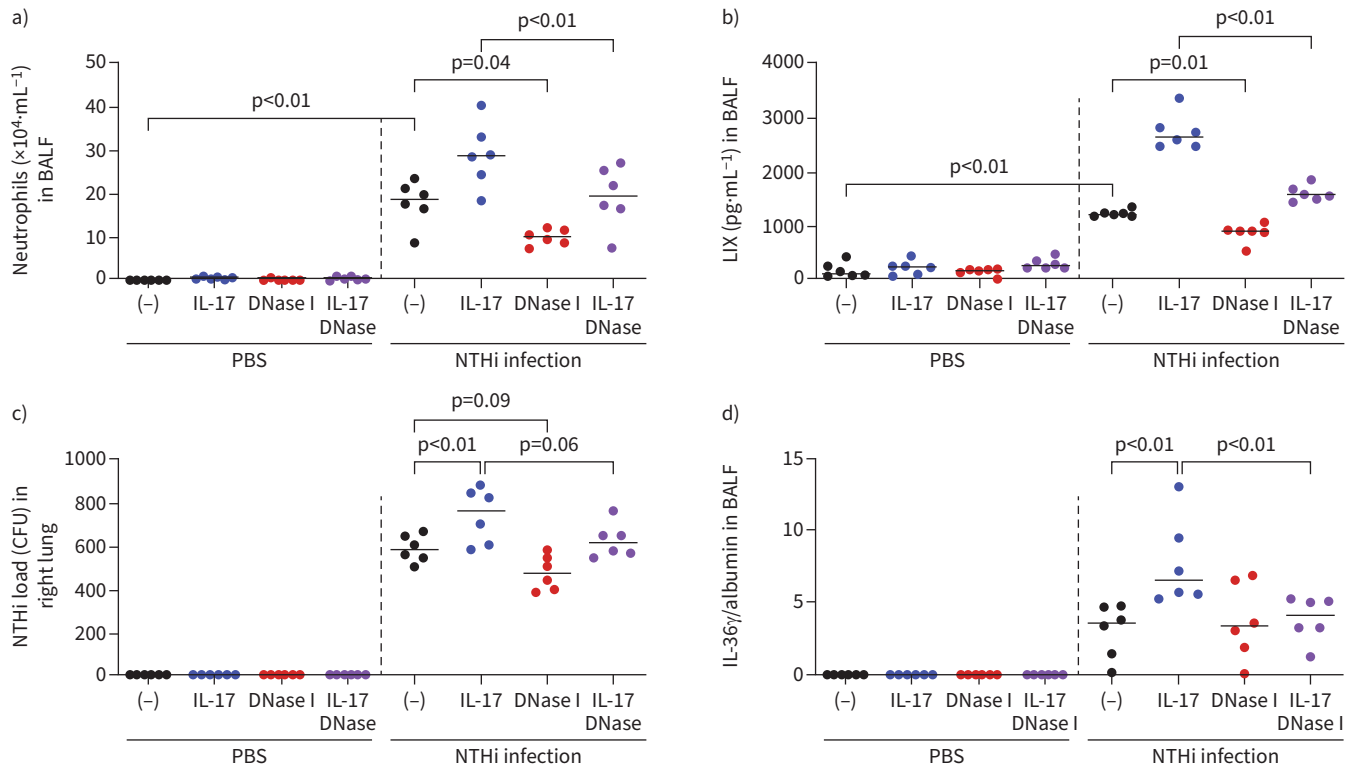 a)
p<0.01
p=0.04
p<0.01
Neutrophils (×10⁴·mL⁻¹)
in BALF
50
40
30
20
10
0
(–) IL-17 DNase I IL-17 DNase (–) IL-17 DNase I IL-17 DNase
PBS NTHi infection
b)
p<0.01
p=0.01
p<0.01
LIX (pg·mL⁻¹) in BALF
4000
3000
2000
1000
0
(–) IL-17 DNase I IL-17 DNase (–) IL-17 DNase I IL-17 DNase
PBS NTHi infection
c)
p=0.09
p<0.01 p=0.06
NTHi load (CFU) in
right lung
1000
800
600
400
200
0
(–) IL-17 DNase I IL-17 DNase (–) IL-17 DNase I IL-17 DNase
PBS NTHi infection
d)
p<0.01 p<0.01
IL-36γ/albumin in BALF
15
10
5
0
(–) IL-17 DNase I IL-17 DNase I (–) IL-17 DNase I IL-17 DNase I
PBS NTHi infection